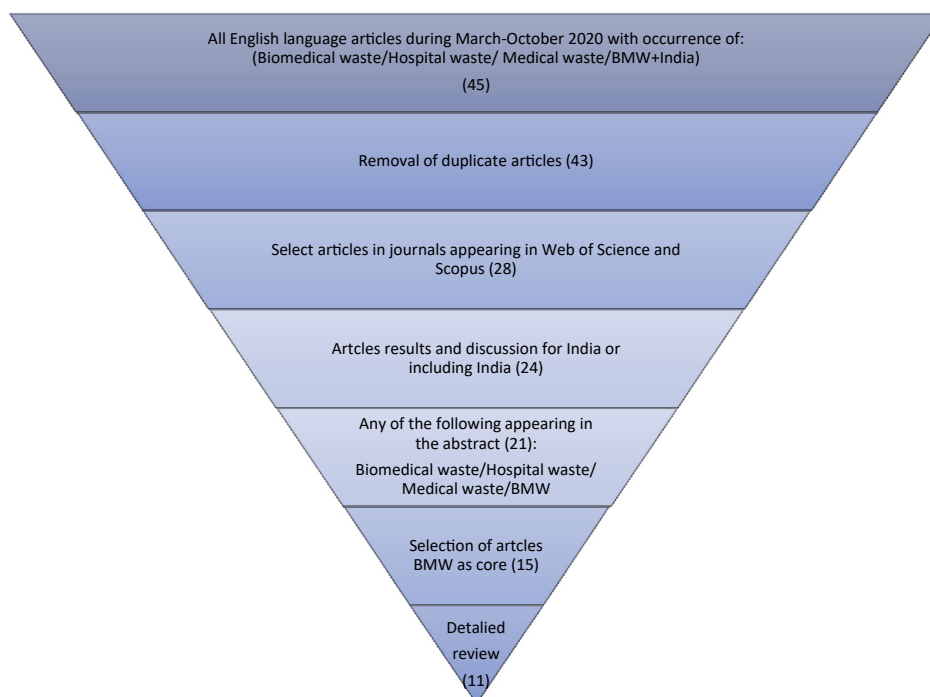 All English language articles during March-October 2020 with occurrence of:
(Biomedical waste/Hospital waste/ Medical waste/BMW+India)
(45)
Removal of duplicate articles (43)
Select articles in journals appearing in Web of Science and
Scopus (28)
Artcles results and discussion for India or
including India (24)
Any of the following appearing in
the abstract (21):
Biomedical waste/Hospital waste/
Medical waste/BMW
Selection of artcles
BMW as core (15)
Detalied
review
(11)